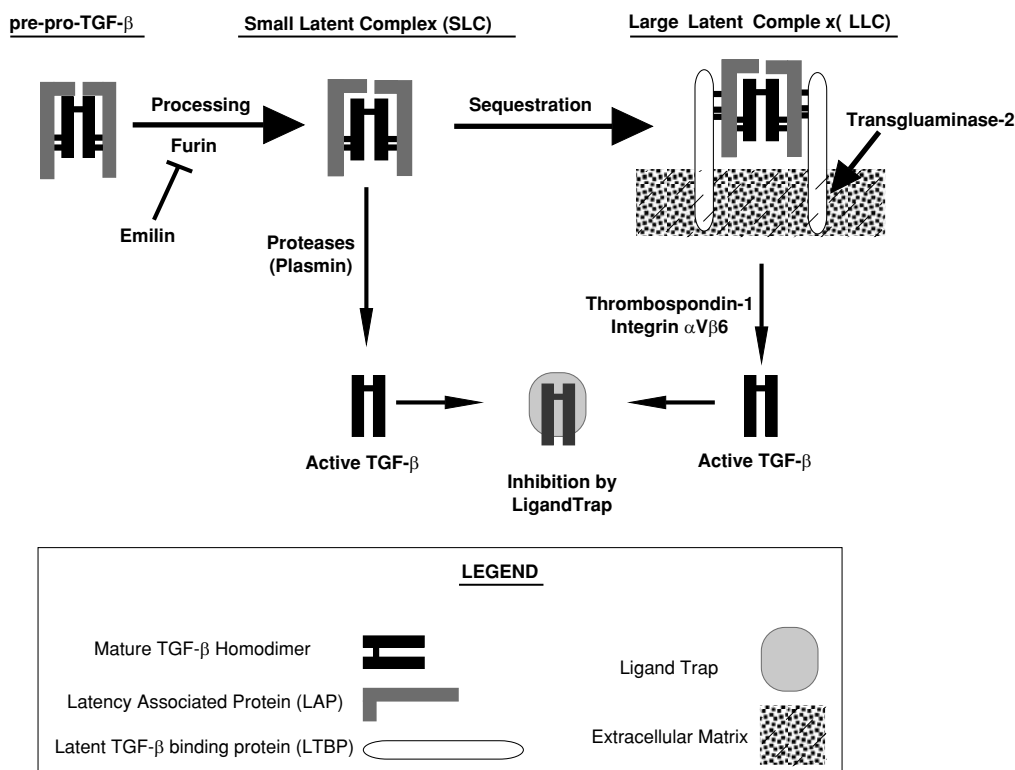 pre-pro-TGF-β
Small Latent Complex (SLC)
Large Latent Comple x( LLC)
Processing
Furin
Emilin
Sequestration
Transgluaminase-2
Proteases
(Plasmin)
Thrombospondin-1
Integrin αVβ6
Active TGF-β
Inhibition by
LigandTrap
Active TGF-β
LEGEND
Mature TGF-β Homodimer
Latency Associated Protein (LAP)
Latent TGF-β binding protein (LTBP)
Ligand Trap
Extracellular Matrix